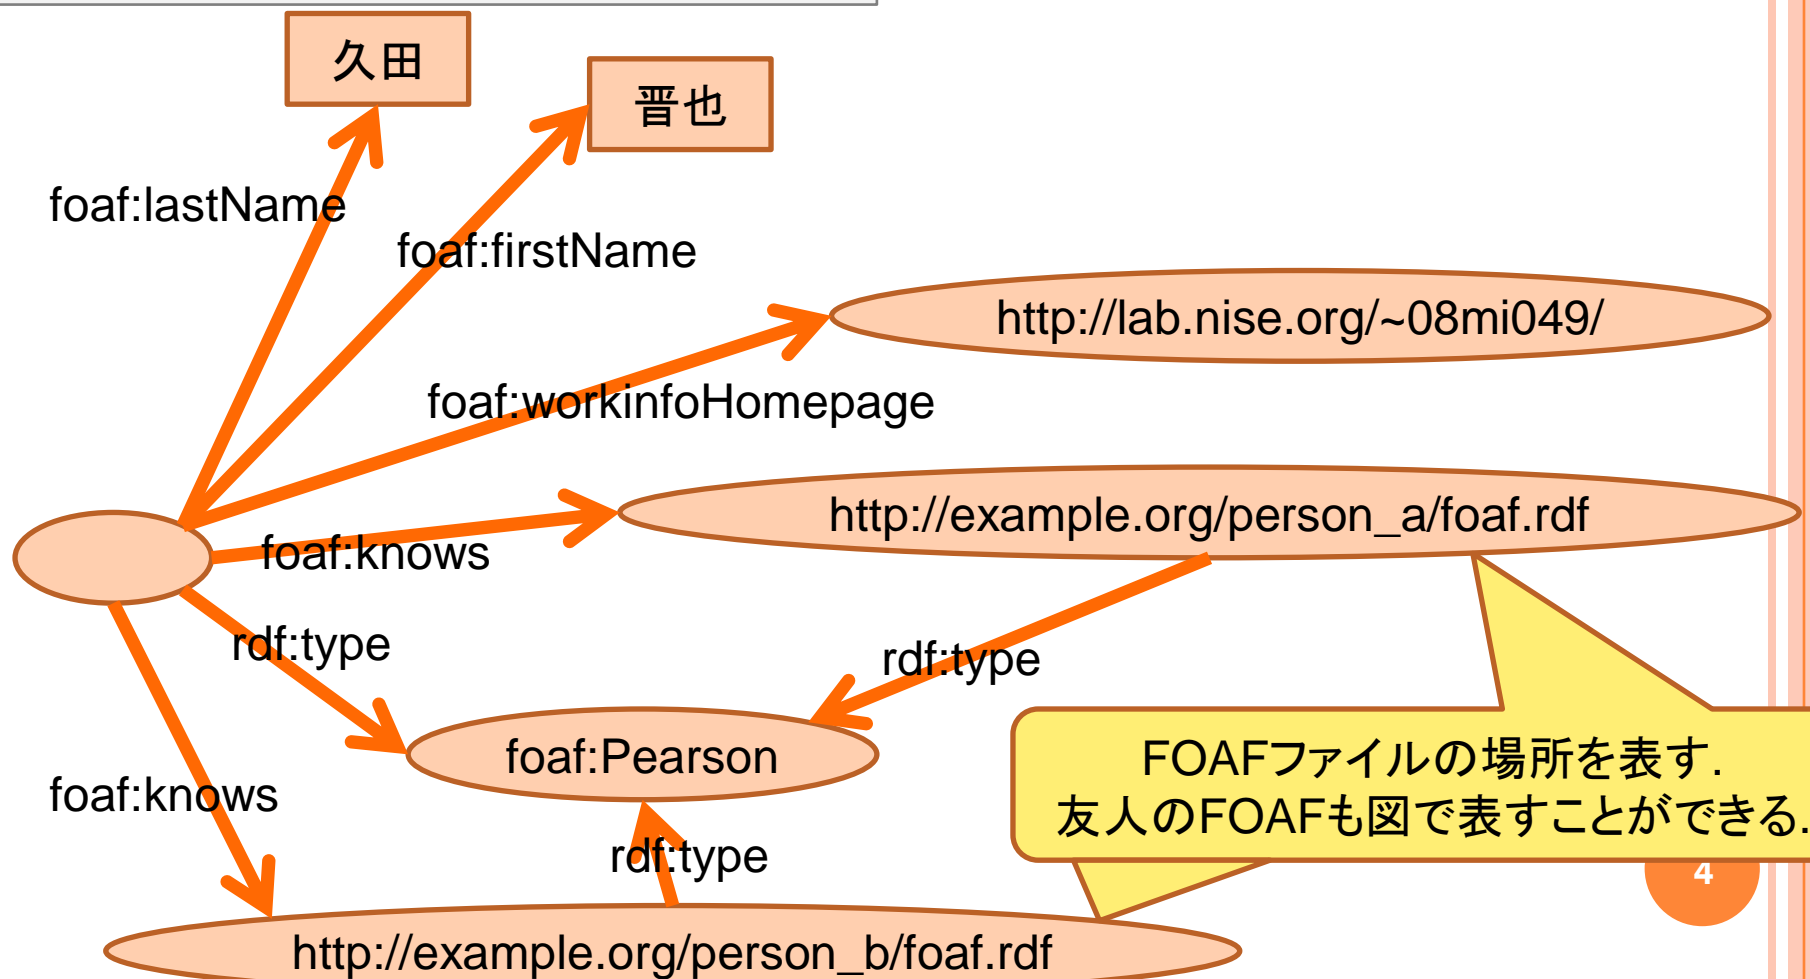 久田
晋也
foaf:lastName
foaf:firstName
http://lab.nise.org/~08mi049/
foaf:workinfoHomepage
http://example.org/person_a/foaf.rdf
foaf:knows
rdf:type
rdf:type
foaf:Pearson
FOAFファイルの場所を表す.
友人のFOAFも図で表すことができる.
foaf:knows
rdf:type
4
http://example.org/person_b/foaf.rdf